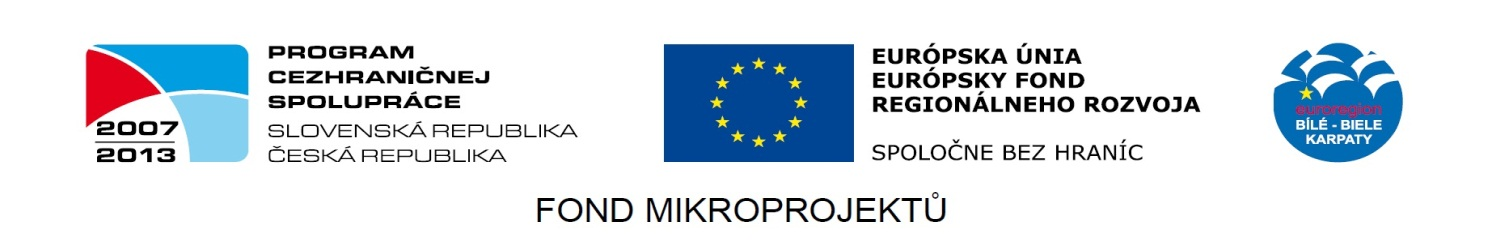 PROGRAM
CEZHRANIČNEJ
SPOLUPRÁCE
SLOVENSKÁ REPUBLIKA
ČESKÁ REPUBLIKA
2007
2013
EURÓPSKA ÚNIA
EURÓPSKY FOND
REGIONÁLNEHO ROZVOJA
SPOLOČNE BEZ HRANÍC
euroregion
BÍLÉ - BIELE
KARPATY
FOND MIKROPROJEKTŮ